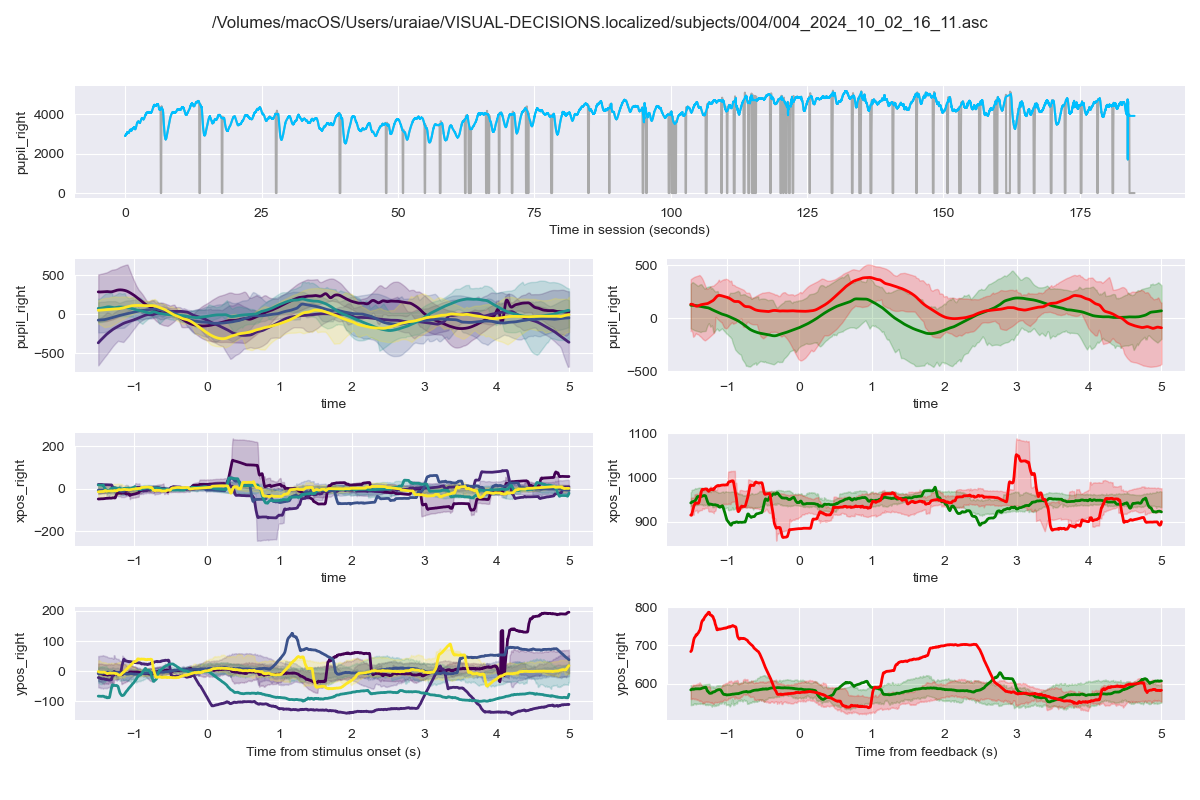 /Volumes/macOS/Users/uraiae/VISUAL-DECISIONS.localized/subjects/004/004_2024_10_02_16_11.asc
pupil_right
4000
2000
0
0 25 50 75 100 125 150 175
Time in session (seconds)
pupil_right
500
0
−500
−1 0 1 2 3 4 5
time
pupil_right
500
0
−500
−1 0 1 2 3 4 5
time
xpos_right
200
0
−200
−1 0 1 2 3 4 5
time
xpos_right
1100
1000
900
−1 0 1 2 3 4 5
time
ypos_right
200
100
0
−100
−1 0 1 2 3 4 5
Time from stimulus onset (s)
ypos_right
800
700
600
−1 0 1 2 3 4 5
Time from feedback (s)